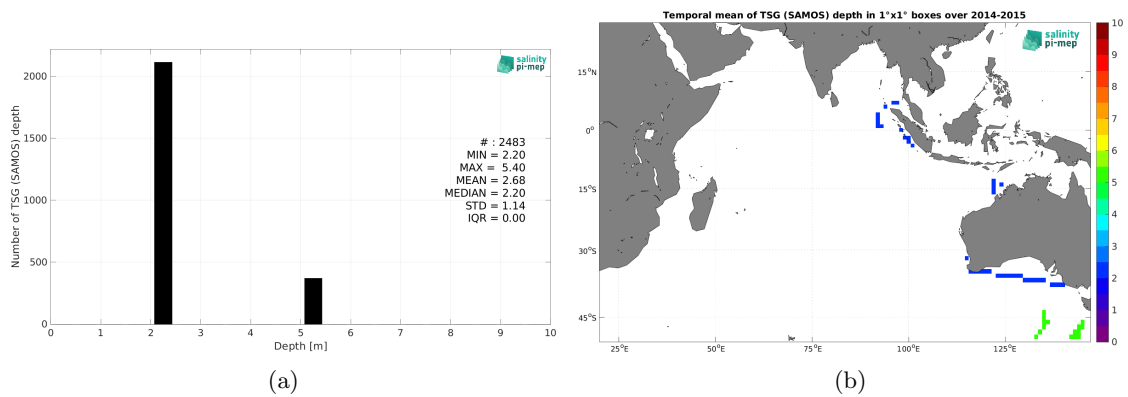 Number of TSG (SAMOS) depth
2000
1500
1000
500
0
salinity
pi-mep
# : 2483
MIN = 2.20
MAX = 5.40
MEAN = 2.68
MEDIAN = 2.20
STD = 1.14
IQR = 0.00
0 1 2 3 4 5 6 7 8 9 10
Depth [m]
(a)
Temporal mean of TSG (SAMOS) depth in 1°x1° boxes over 2014-2015
salinity
pi-mep
15°N
0°
15°S
30°S
45°S
25°E 50°E 75°E 100°E 125°E
10
9
8
7
6
5
4
3
2
1
0
(b)